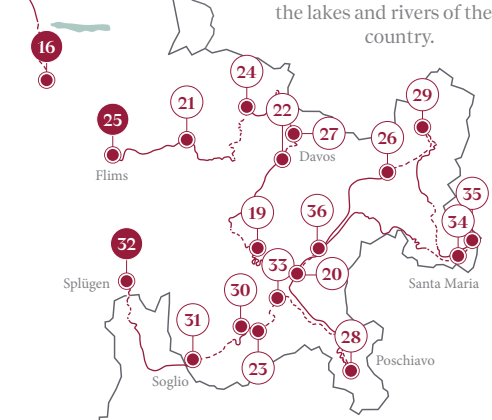 the lakes and rivers of the
country.
16
24
29
21
22
25
27
26
Davos
Flims
35
19
36
34
32
33
20
Splügen
Santa Maria
30
31
28
Poschiavo
23
Soglio